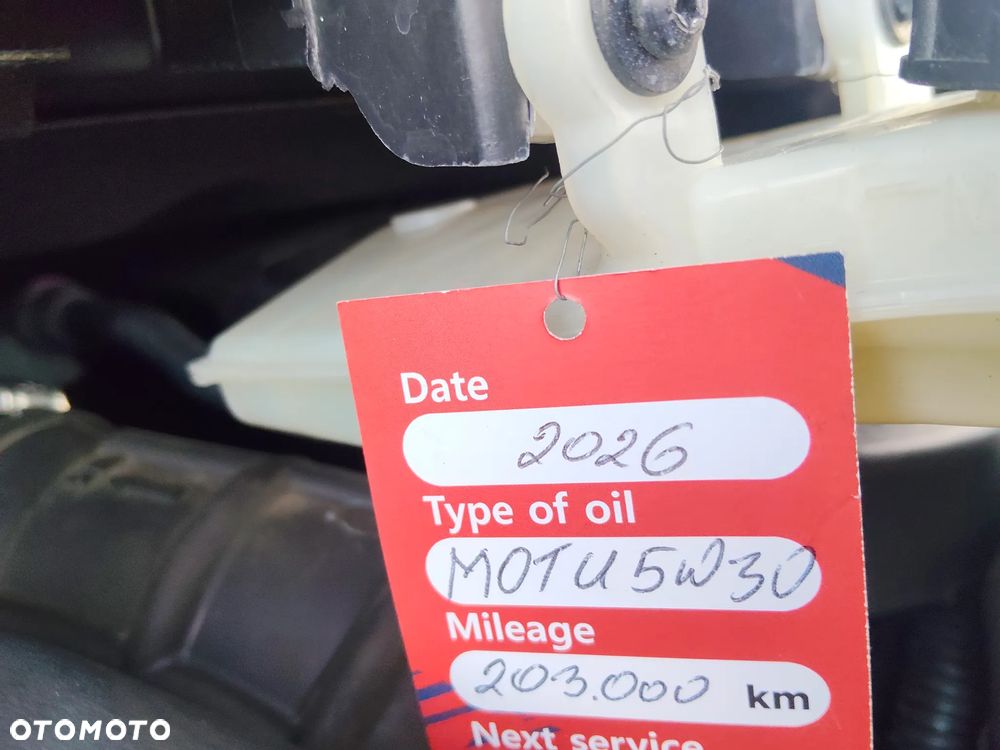 Date
2026
Type of oil
MOTU 5W30
Mileage
203.000 km
Next service
OTOMOTO